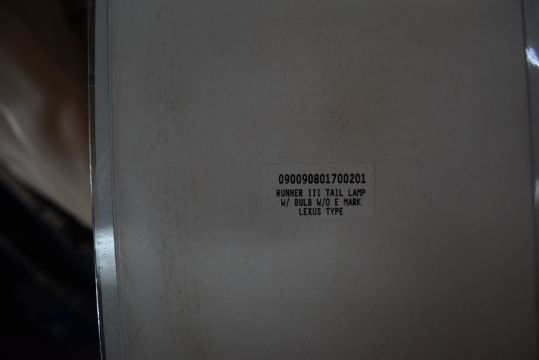 090090801700201
RUNNER III TAIL LAMP
W/ BULB W/O E MARK
LEXUS TYPE